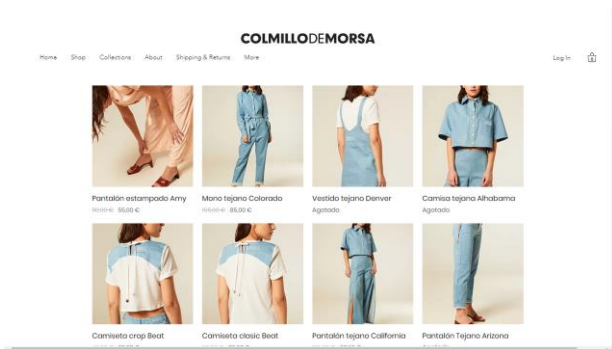 COLMILLODEMORSA
Home Shop Collections About Shipping & Returns More
Log In
Pantalón estampado Amy
55,00 €
Mono tejano Colorado
85,00 €
Vestido tejano Denver
Agotado
Camisa tejana Alhabama
Agotado
Camiseta crop Beat
Camiseta clasic Beat
Pantalón tejano California
Pantalón Tejano Arizona